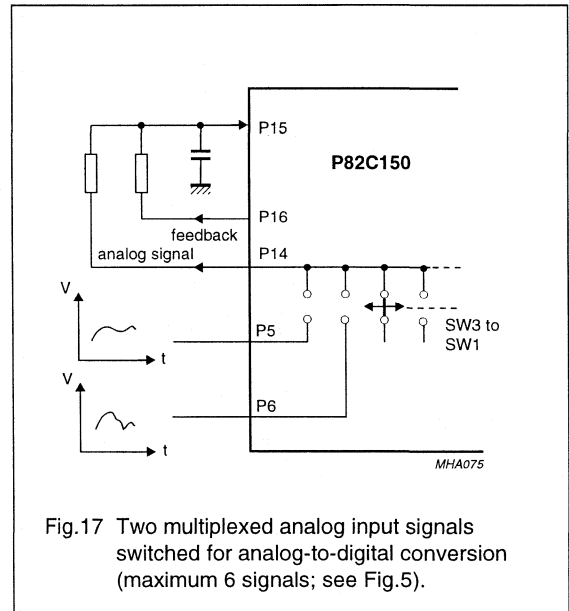 P15
P82C150
P16
feedback
analog signal
P14
V
P5
SW3 to
SW1
t
V
P6
t
MHA075
Fig.17 Two multiplexed analog input signals
switched for analog-to-digital conversion
(maximum 6 signals; see Fig.5).